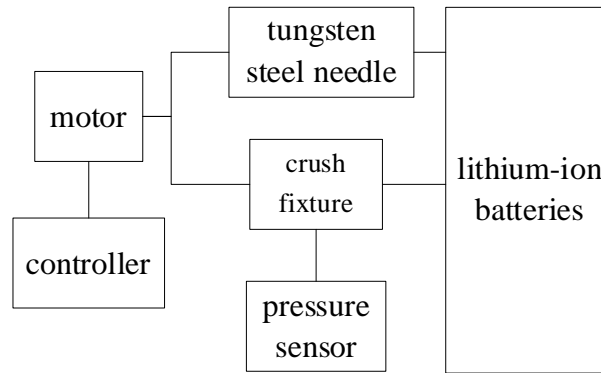 tungsten
steel needle
motor
crush
fixture
lithium-ion
batteries
controller
pressure
sensor